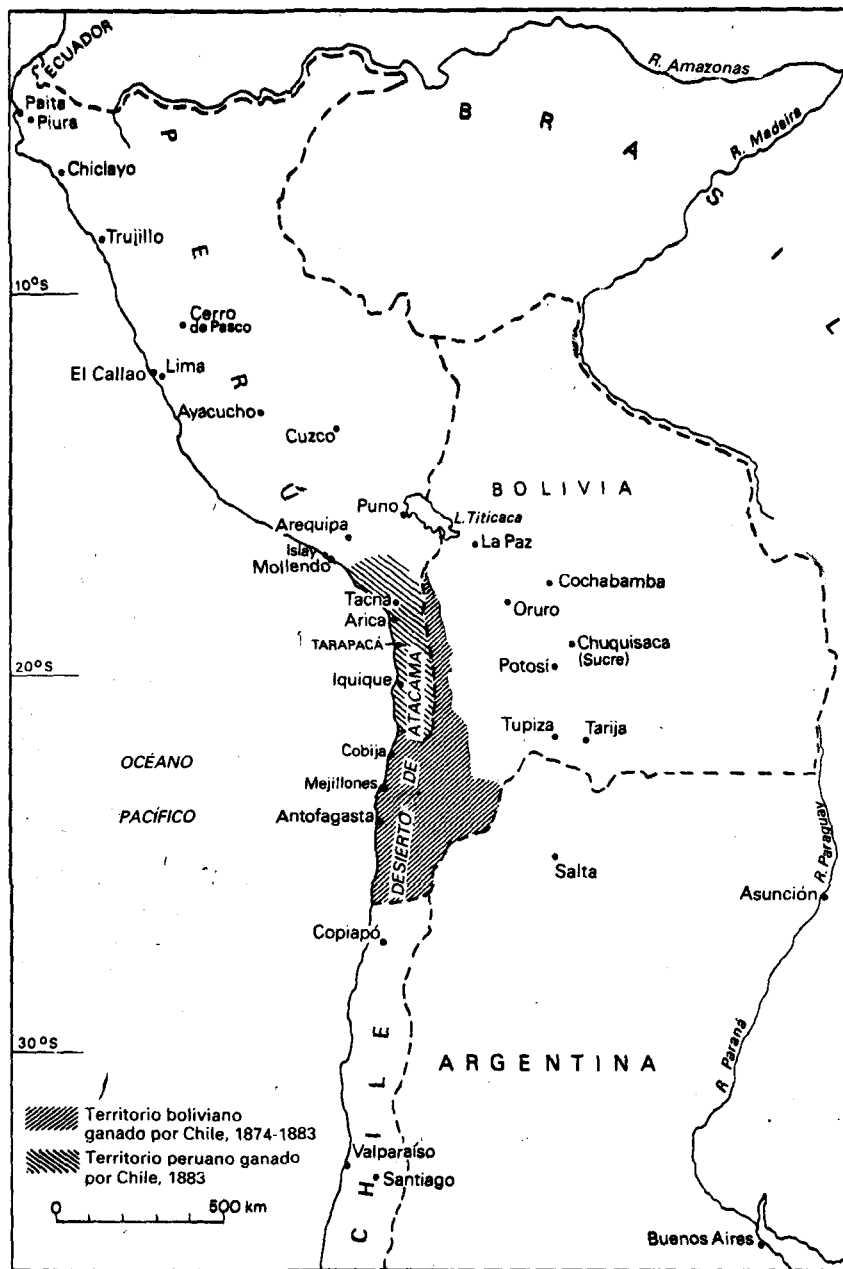 ECUADOR
R. Amazonas
BRASIL
R. Madeira
Paita
Piura
PERÚ
Chiclayo
Trujillo
10°S
Cerro
de Pasco
El Callao
Lima
Ayacucho
Cuzco
BOLIVIA
Puno
L. Titicaca
Arequipa
La Paz
Islay
Mollendo
Cochabamba
Tacna
Oruro
Arica
TARAPACÁ
Chuquisaca
(Sucre)
20°S
Potosí
Iquique
DESIERTO DE ATACAMA
Tupiza
Tarija
Cobija
OCÉANO
PACÍFICO
Mejillones
Antofagasta
R. Paraguay
Salta
Asunción
Copiapó
CHILE
30°S
ARGENTINA
R. Paraná
Territorio boliviano
ganado por Chile, 1874-1883
Territorio peruano ganado
por Chile, 1883
Valparaíso
Santiago
0
500 km
Buenos Aires